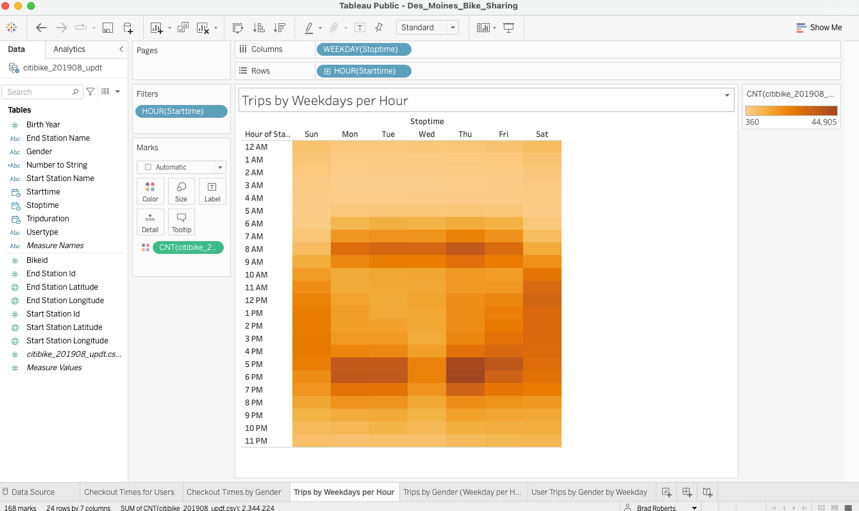 Tableau Public - Des_Moines_Bike_Sharing
Standard
Show Me
Data
Analytics
citibike_201908_updt
Search
Tables
Birth Year
Abc End Station Name
Abc Gender
=Abc Number to String
Abc Start Station Name
Starttime
Stoptime
Tripduration
Abc Usertype
Abc Measure Names
Bikeid
End Station Id
End Station Latitude
End Station Longitude
Start Station Id
Start Station Latitude
Start Station Longitude
citibike_201908_updt.cs...
Measure Values
Pages
Filters
HOUR(Starttime)
Marks
Automatic
Color
Size
Label
Detail
Tooltip
CNT(citibike_2..
Columns
WEEKDAY(Stoptime)
Rows
HOUR(Starttime)
Trips by Weekdays per Hour
Stoptime
Hour of Sta.. Sun Mon Tue Wed Thu Fri Sat
12 AM
1 AM
2 AM
3 AM
4 AM
5 AM
6 AM
7 AM
8 AM
9 AM
10 AM
11 AM
12 PM
1 PM
2 PM
3 PM
4 PM
5 PM
6 PM
7 PM
8 PM
9 PM
10 PM
11 PM
CNT(citibike_201908_...
360 44,905
Data Source
Checkout Times for Users
Checkout Times by Gender
Trips by Weekdays per Hour
Trips by Gender (Weekday per H...
User Trips by Gender by Weekday
168 marks 24 rows by 7 columns SUM of CNT(citibike_201908_updt.csv): 2,344,224
Brad Roberts